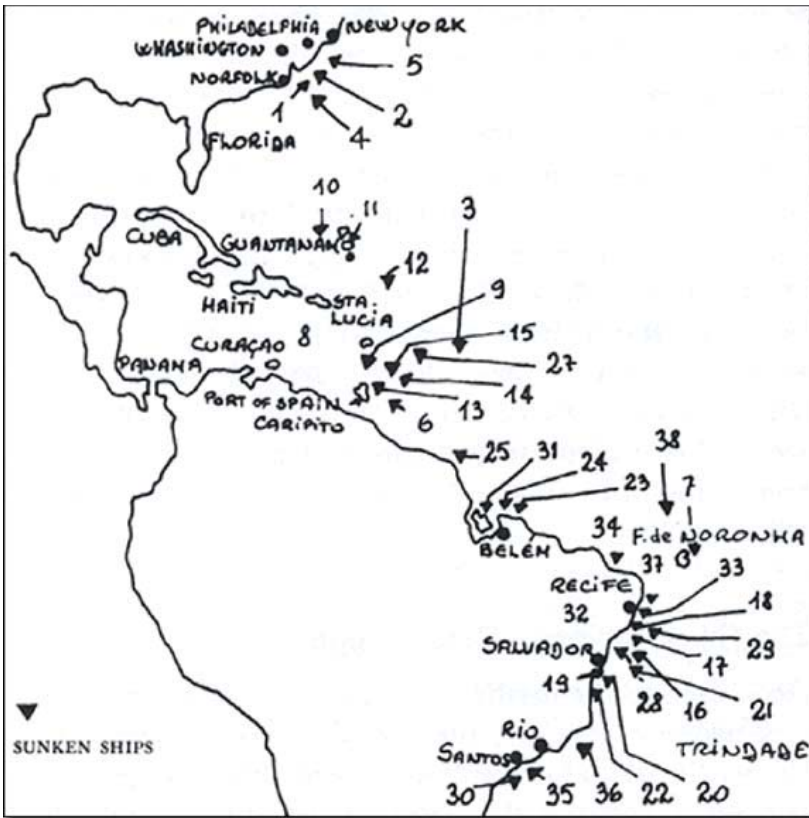 PHILADELPHIA NEW YORK
WHASHINGTON
5
NORFOLK
1 2
4
FLORIDA
10 11 3
CUBA GUANTANAMO
12
9
HAITI STA.
LUCIA
8 15
CURAÇAO 27
PANAMA
PORT OF SPAIN 13 14
CARIPITO 6
25 31 24 38
23 7
34 F. de NORONHA
BELÉM 37
33
RECIFE
32 18
29
SALVADOR 17
19 28 16 21
RIO TRINDADE
SANTOS
30 35 36 22 20
SUNKEN SHIPS